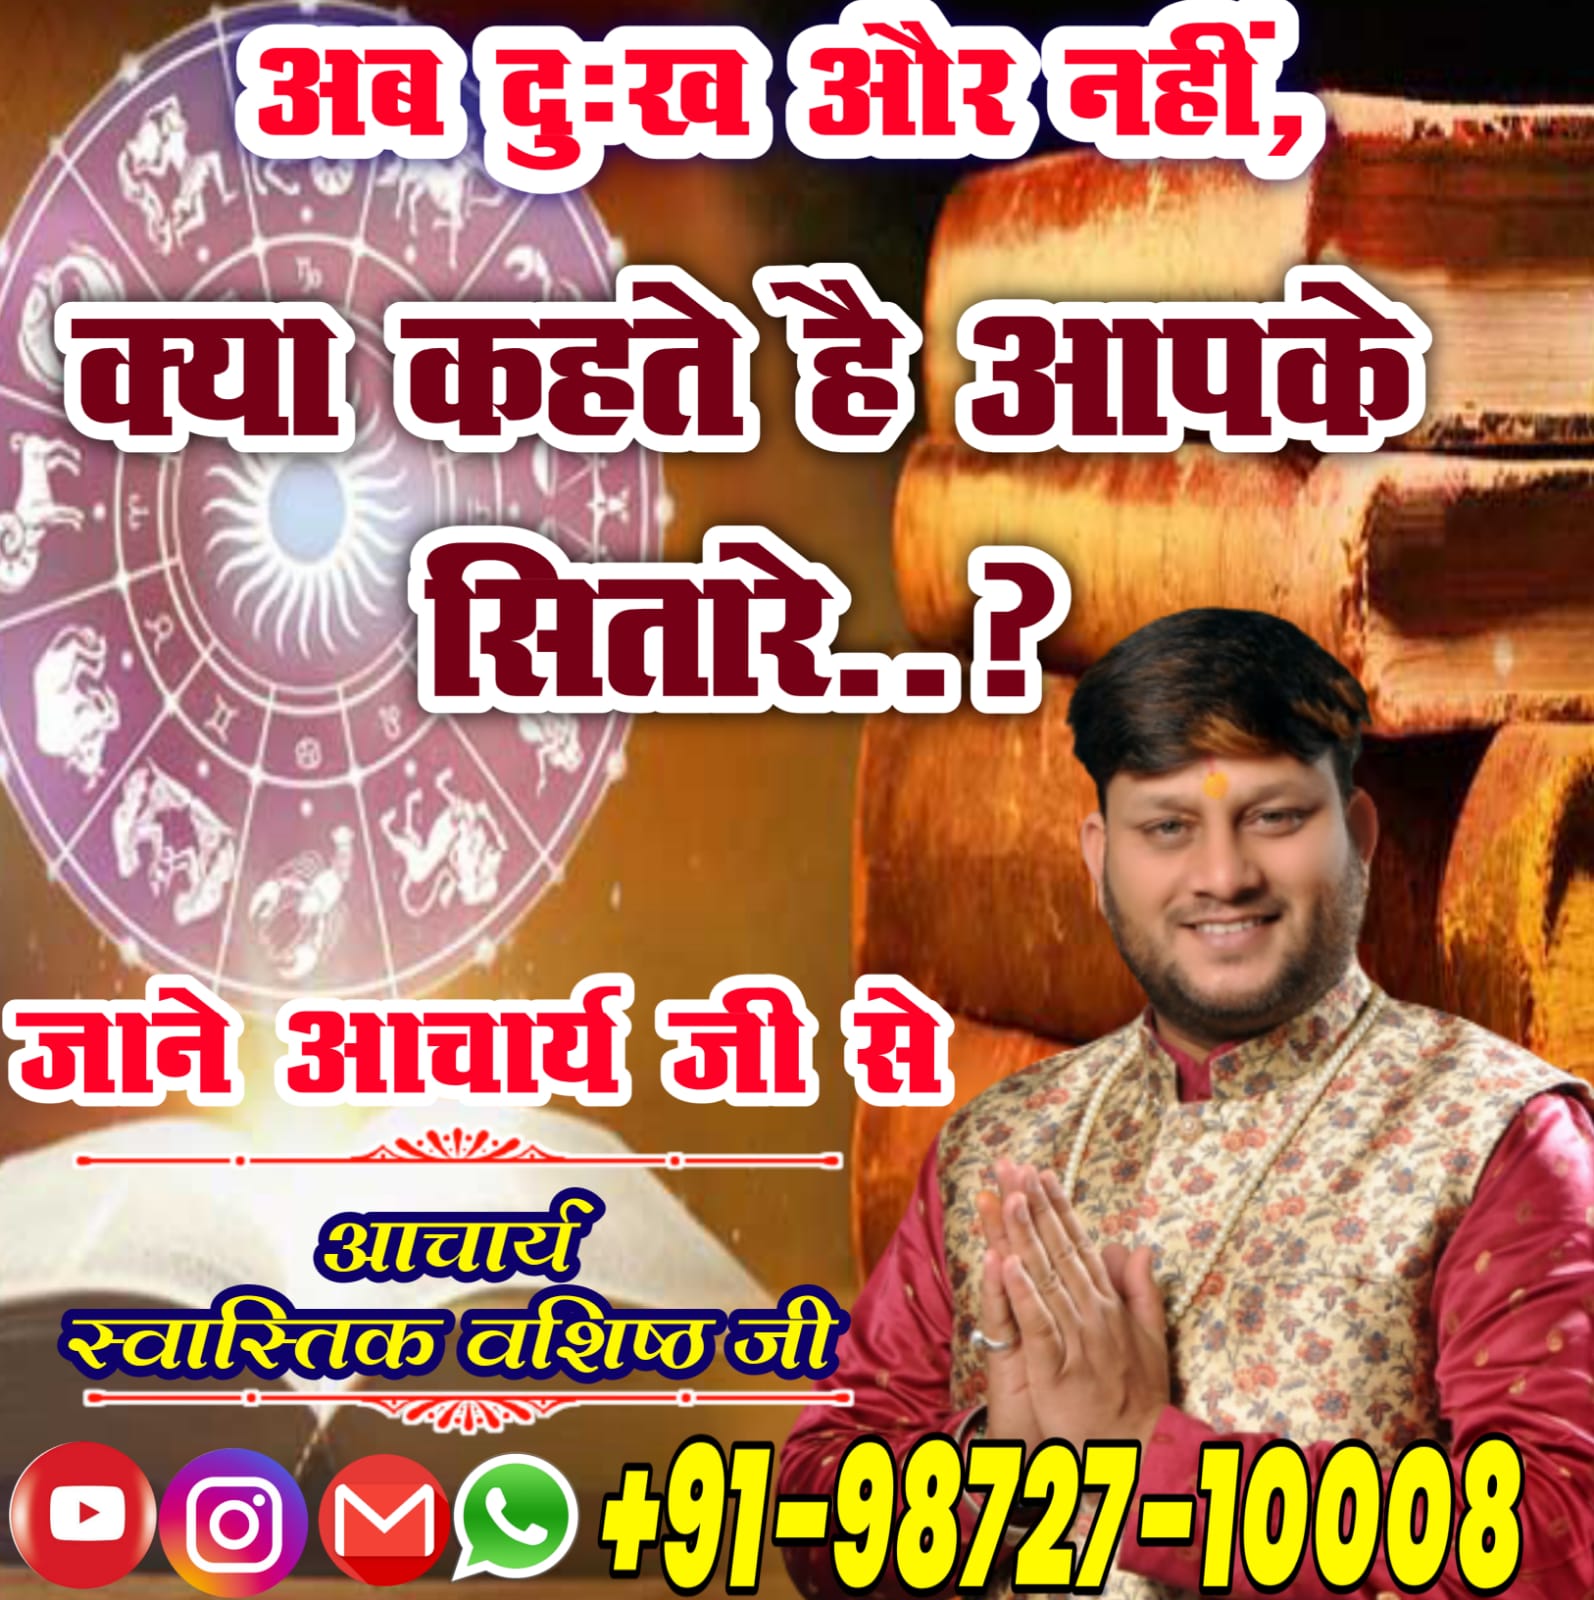 अब दुःख और नहीं,
क्या कहते है आपके
सितारे..?
जाने आचार्य जी से
आचार्य
स्वास्तिक वशिष्ठ जी
+91-98727-10008